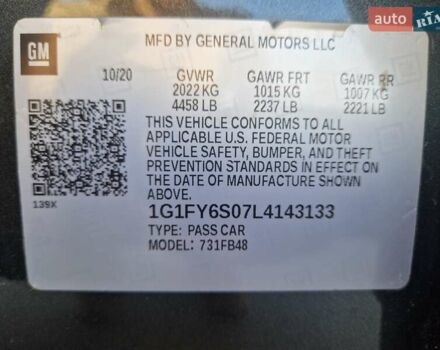 auto RIA
GM
MFD BY GENERAL MOTORS LLC
10/20 GVWR GAWR FRT GAWR RR
2022 KG 1015 KG 1007 KG
4458 LB 2237 LB 2221 LB
THIS VEHICLE CONFORMS TO ALL
APPLICABLE U.S. FEDERAL MOTOR
VEHICLE SAFETY, BUMPER, AND THEFT
PREVENTION STANDARDS IN EFFECT ON
THE DATE OF MANUFACTURE SHOWN
ABOVE.
139X
1G1FY6S07L4143133
TYPE: PASS CAR
MODEL: 731FB48